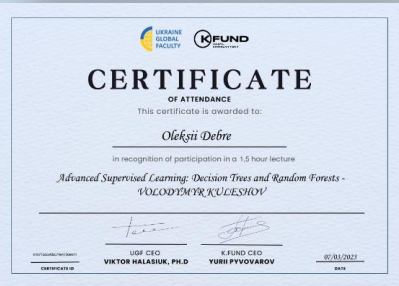 UKRAINE
GLOBAL
FACULTY
K.FUND
CERTIFICATE
OF ATTENDANCE
This certificate is awarded to:
Oleksii Debre
in recognition of participation in a 1,5 hour lecture
Advanced Supervised Learning: Decision Trees and Random Forests -
VOLODYMYR KULESHOV
UGF CEO
VIKTOR HALASIUK, PH.D
K.FUND CEO
YURII PYVOVAROV
07/03/2023
CERTIFICATE ID
DATE